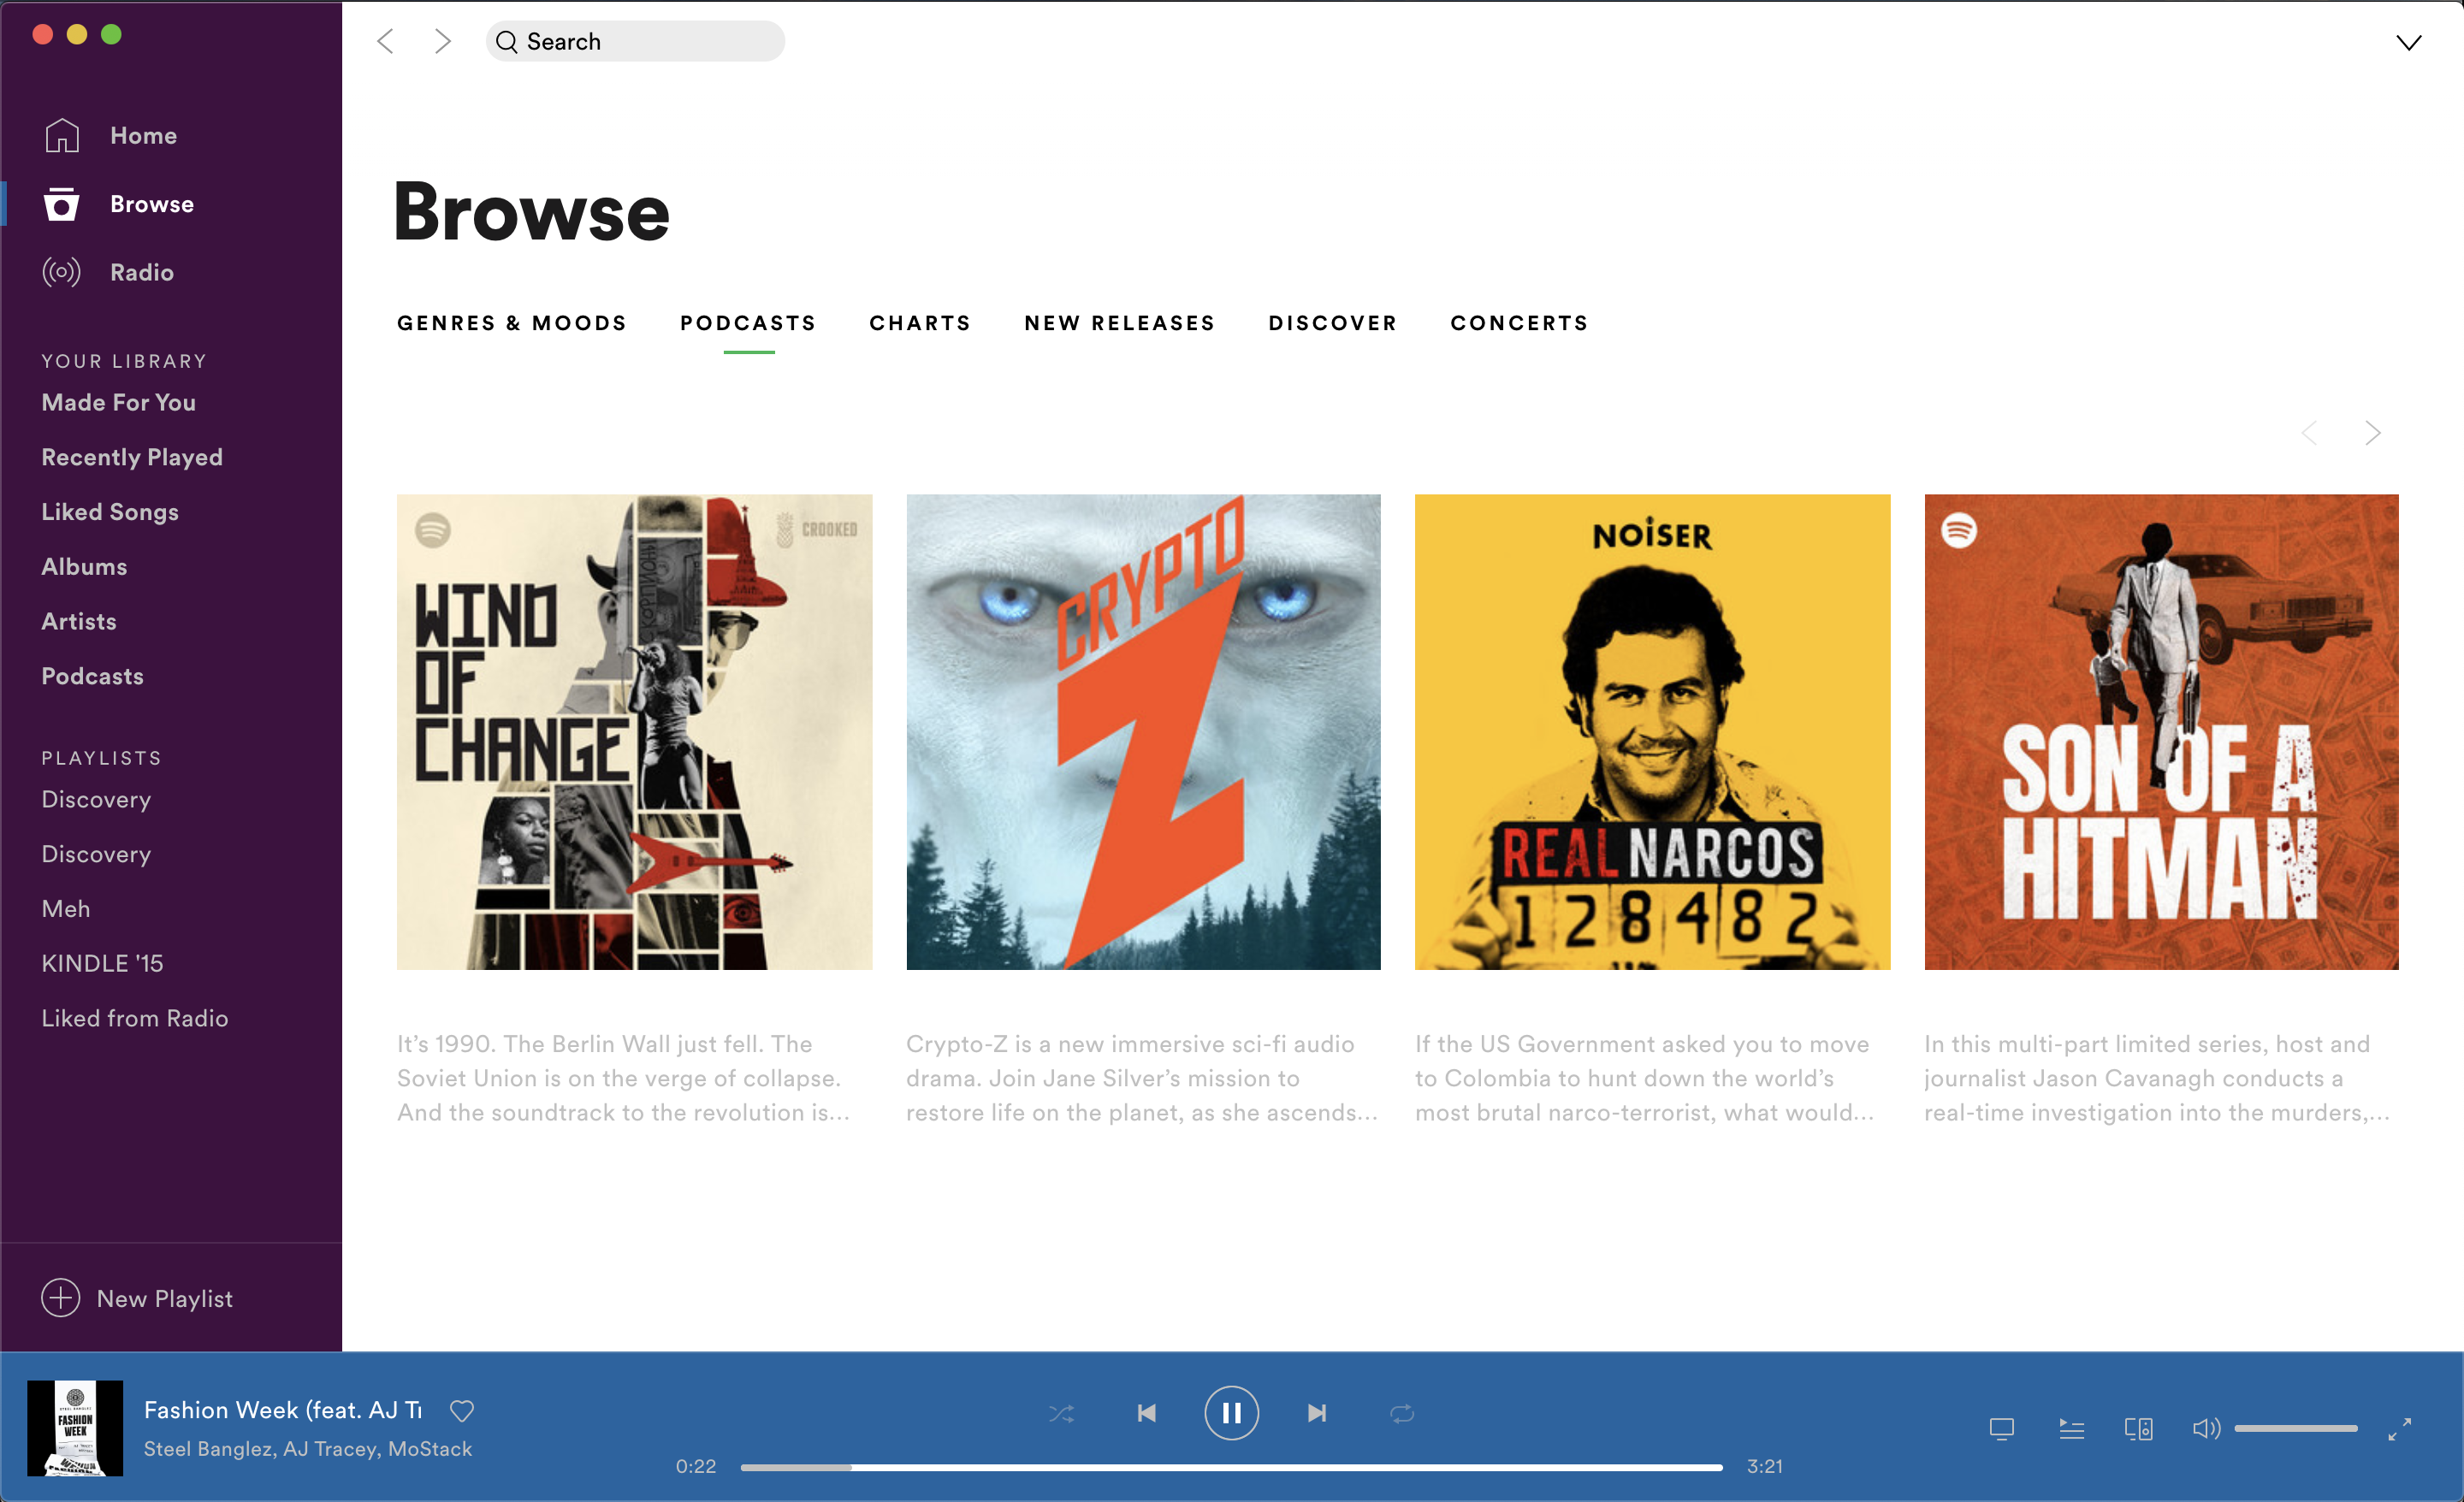 Search
Home
Browse
Radio
YOUR LIBRARY
Made For You
Recently Played
Liked Songs
Albums
Artists
Podcasts
PLAYLISTS
Discovery
Discovery
Meh
KINDLE '15
Liked from Radio
New Playlist
Browse
GENRES & MOODS PODCASTS CHARTS NEW RELEASES DISCOVER CONCERTS
CROOKED
WIND
OF
CHANGE
CRYPTO
Z
NOiSER
REAL NARCOS
128482
SON OF A
HITMAN
It’s 1990. The Berlin Wall just fell. The
Soviet Union is on the verge of collapse.
And the soundtrack to the revolution is...
Crypto-Z is a new immersive sci-fi audio
drama. Join Jane Silver’s mission to
restore life on the planet, as she ascends...
If the US Government asked you to move
to Colombia to hunt down the world’s
most brutal narco-terrorist, what would...
In this multi-part limited series, host and
journalist Jason Cavanagh conducts a
real-time investigation into the murders,...
STEEL BANGLEZ
FASHION
WEEK
Fashion Week (feat. AJ Tr
Steel Banglez, AJ Tracey, MoStack
0:22
3:21